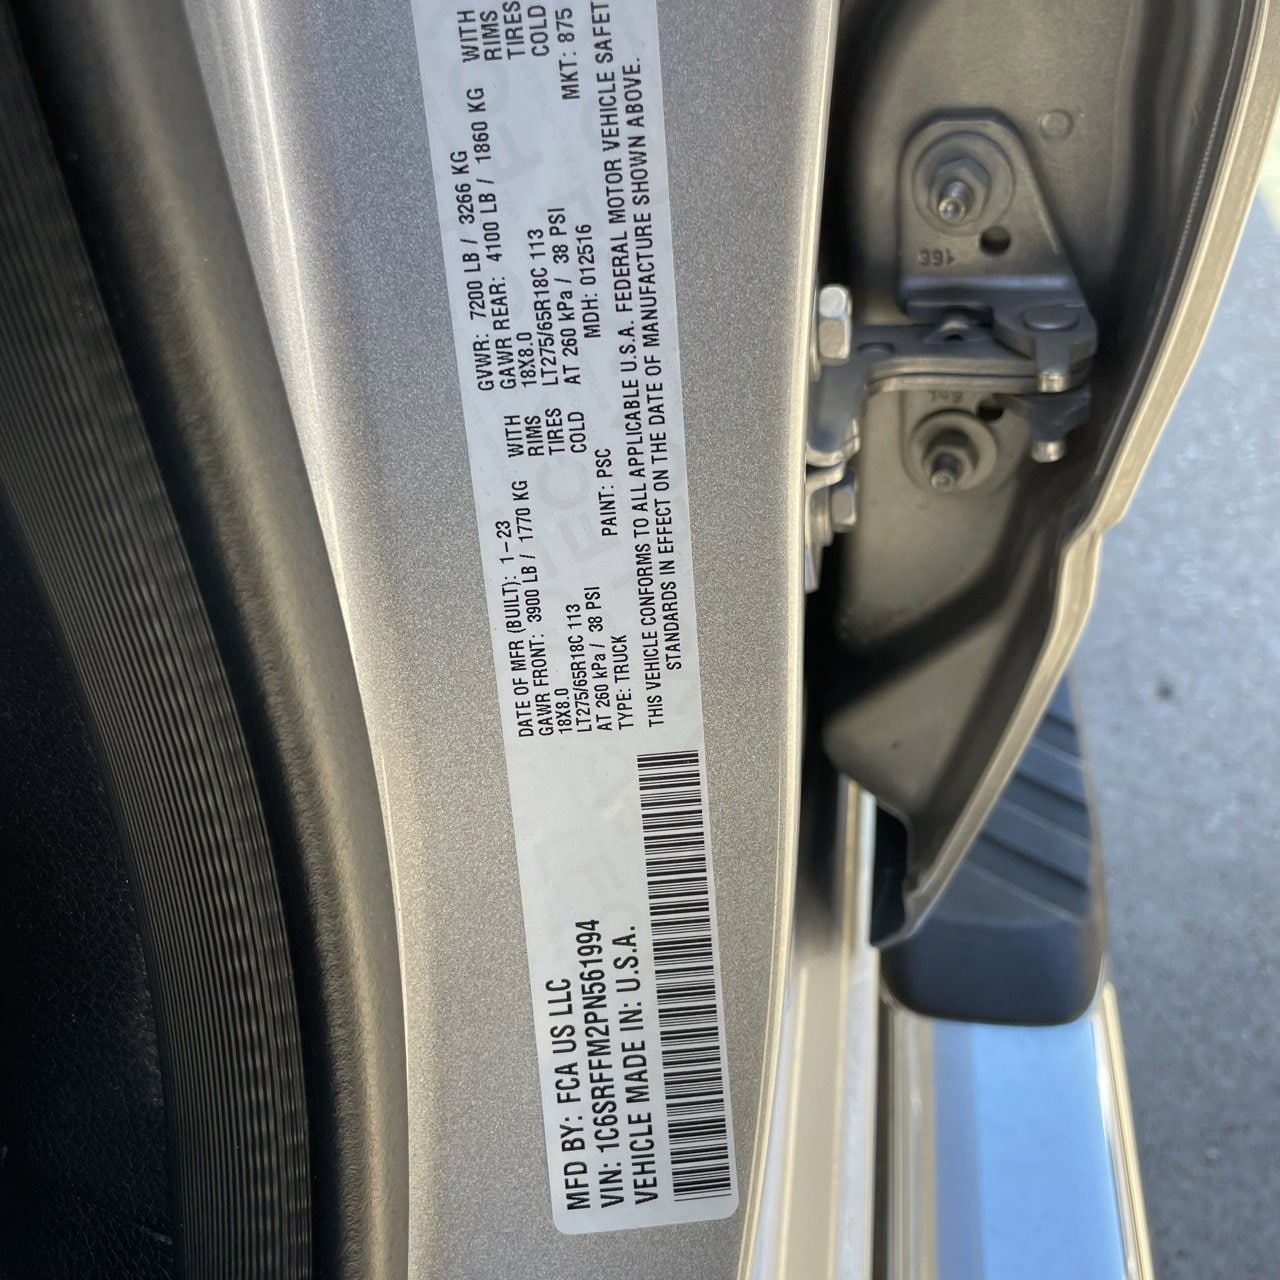 MFD BY: FCA US LLC
VIN: 1C6SRFFM2PN561994
VEHICLE MADE IN: U.S.A.
DATE OF MFR (BUILT): 1-23 GVWR: 7200 LB / 3266 KG
GAWR FRONT: 3900 LB / 1770 KG WITH GAWR REAR: 4100 LB / 1860 KG WITH
18X8.0 RIMS 18X8.0 RIMS
LT275/65R18C 113 TIRES LT275/65R18C 113 TIRES
AT 260 kPa / 38 PSI COLD AT 260 kPa / 38 PSI COLD
TYPE: TRUCK PAINT: PSC MDH: 012516 MKT: 875
THIS VEHICLE CONFORMS TO ALL APPLICABLE U.S.A. FEDERAL MOTOR VEHICLE SAFET
STANDARDS IN EFFECT ON THE DATE OF MANUFACTURE SHOWN ABOVE.
149